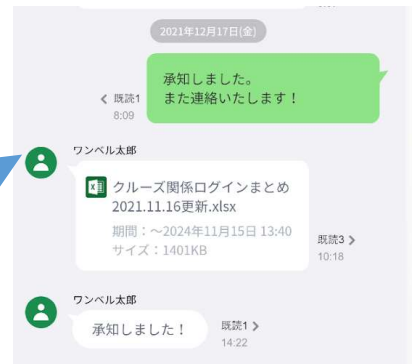 2021年12月17日(金)
承知しました。
また連絡いたします！
< 既読1
8:09
ワンベル太郎
クルーズ関係ログインまとめ
2021.11.16更新.xlsx
期間：～2024年11月15日 13:40
サイズ：1401KB
既読3 >
10:18
ワンベル太郎
承知しました！
既読1 >
14:22